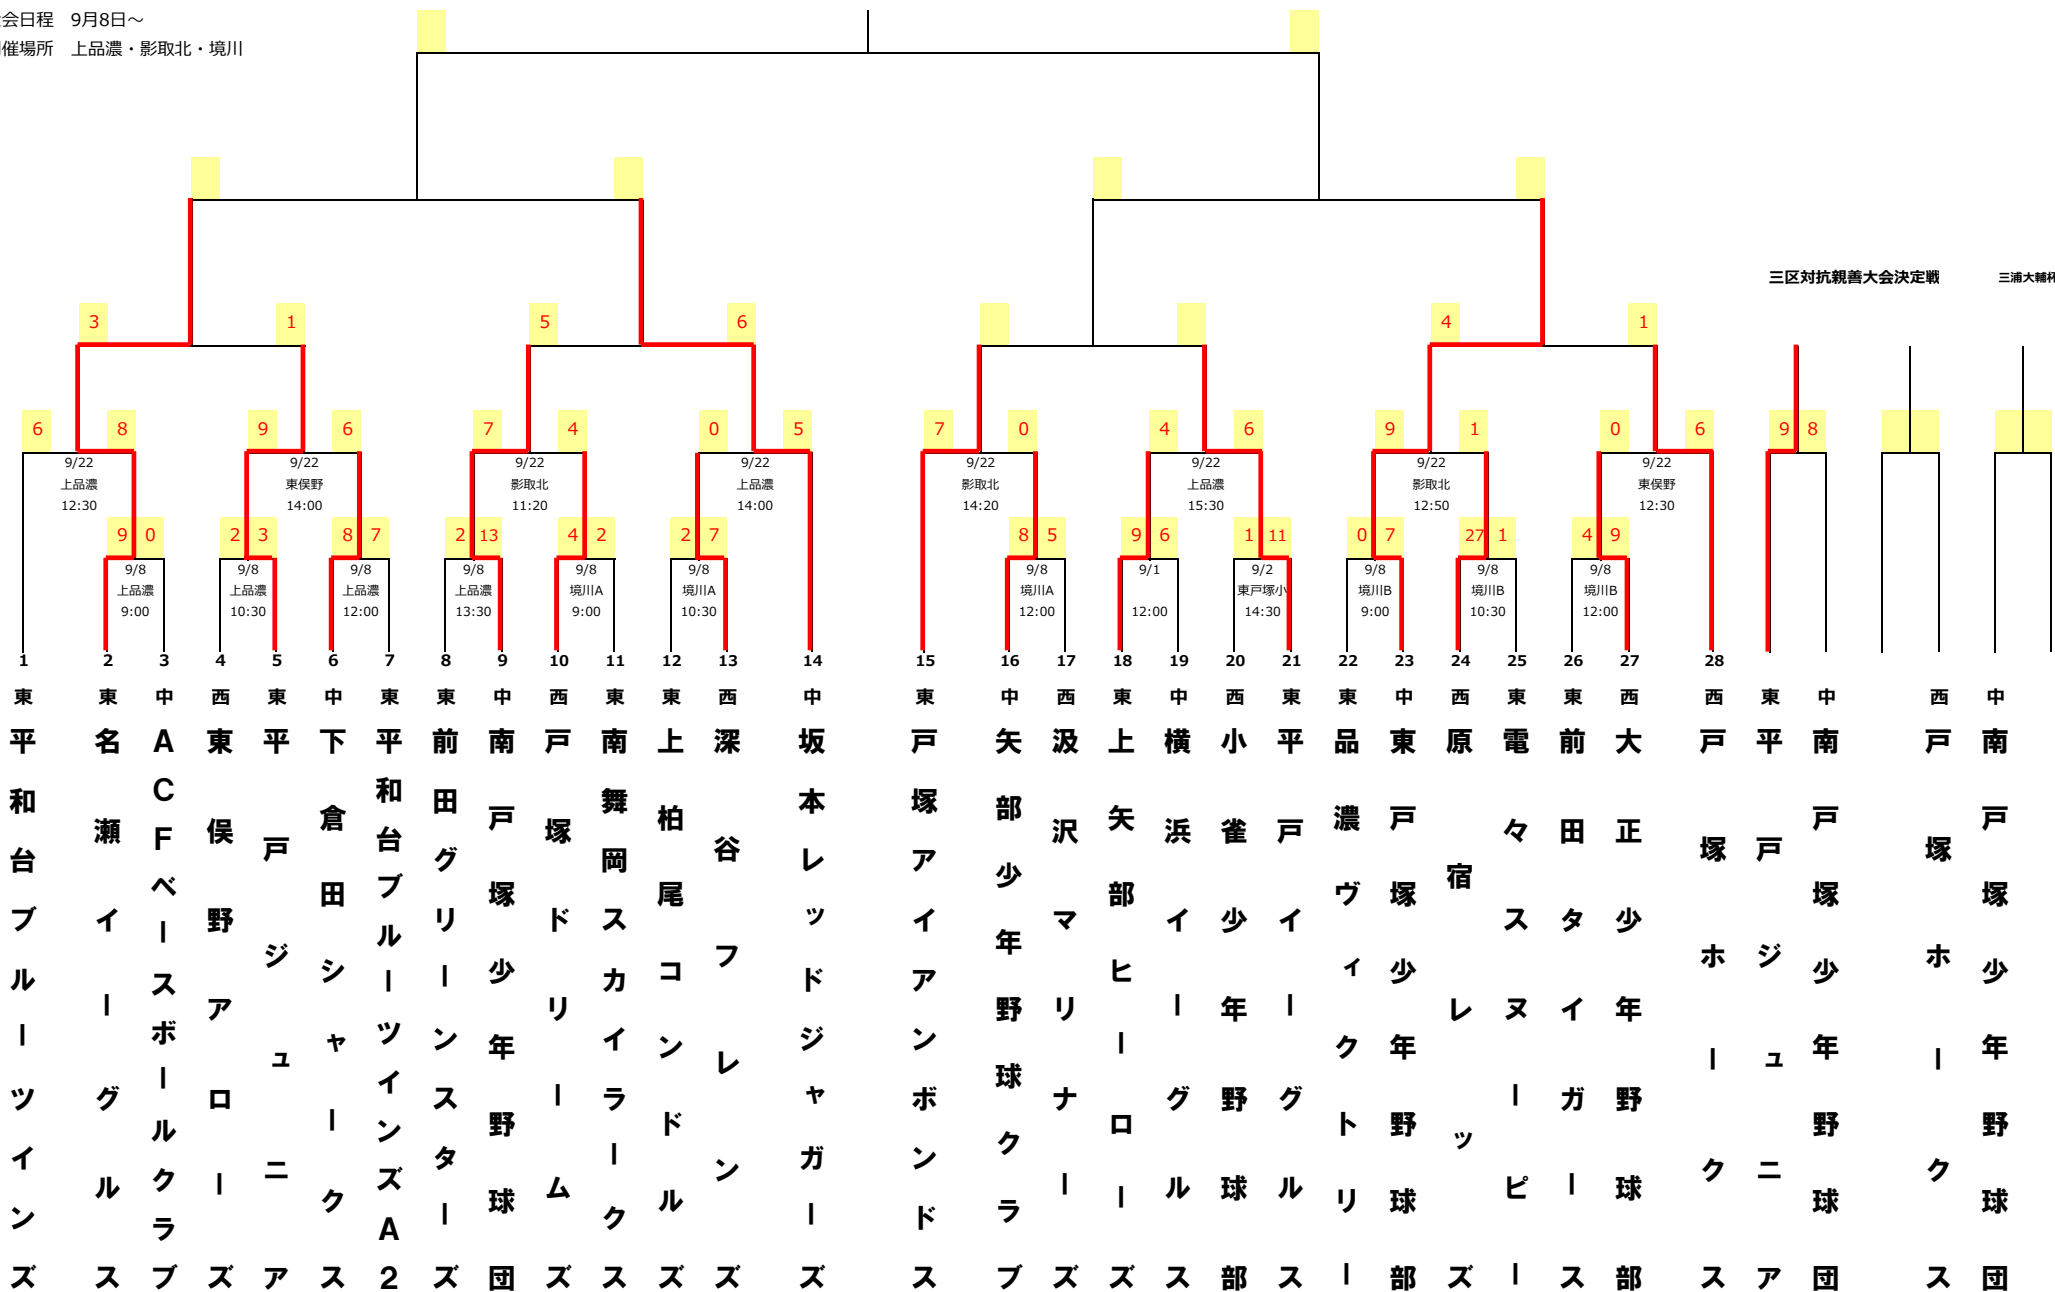 会日程 9月8日～
催場所 上品濃・影取北・境川
三区対抗親善大会決定戦
三浦大輔杯
3 1 5 6 4 1
6 8 9 6 7 4 0 5 7 0 4 6 9 1 0 6 9 8
9/22 上品濃 12:30
9/22 東俣野 14:00
9/22 影取北 11:20
9/22 上品濃 14:00
9/22 影取北 14:20
9/22 上品濃 15:30
9/22 影取北 12:50
9/22 東俣野 12:30
9 0 2 3 8 7 2 13 4 2 2 7 8 5 9 6 1 11 0 7 27 1 4 9
9/8 上品濃 9:00
9/8 上品濃 10:30
9/8 上品濃 12:00
9/8 上品濃 13:30
9/8 境川A 9:00
9/8 境川A 10:30
9/8 境川A 12:00
9/1 12:00
9/2 東戸塚小 14:30
9/8 境川B 9:00
9/8 境川B 10:30
9/8 境川B 12:00
1 東 平和台ブルーツインズ
2 東 名瀬イーグルス
3 中 ACFベースボールクラブ
4 西 東俣野アローズ
5 東 平戸ジュニア
6 中 下倉田シャークス
7 東 平和台ブルーツインズA2
8 東 前田グリーンスターズ
9 中 南戸塚少年野球団
10 西 戸塚ドリームズ
11 東 南舞岡スカイラークス
12 東 上柏尾コンドルズ
13 西 深谷フレンズ
14 中 坂本レッドジャガーズ
15 東 戸塚アイアンボンドス
16 中 矢部少年野球クラブ
17 西 汲沢マリナーズ
18 東 上矢部ヒーローズ
19 中 横浜イーグルス
20 西 小雀少年野球部
21 東 平戸イーグルス
22 東 品濃ヴィクトリー
23 中 東戸塚少年野球部
24 西 原宿レッズ
25 東 電々スヌーピー
26 東 前田タイガース
27 西 大正少年野球部
28 西 戸塚ホークス
東 平戸ジュニア
中 南戸塚少年野球団
西 戸塚ホークス
中 南戸塚少年野球団